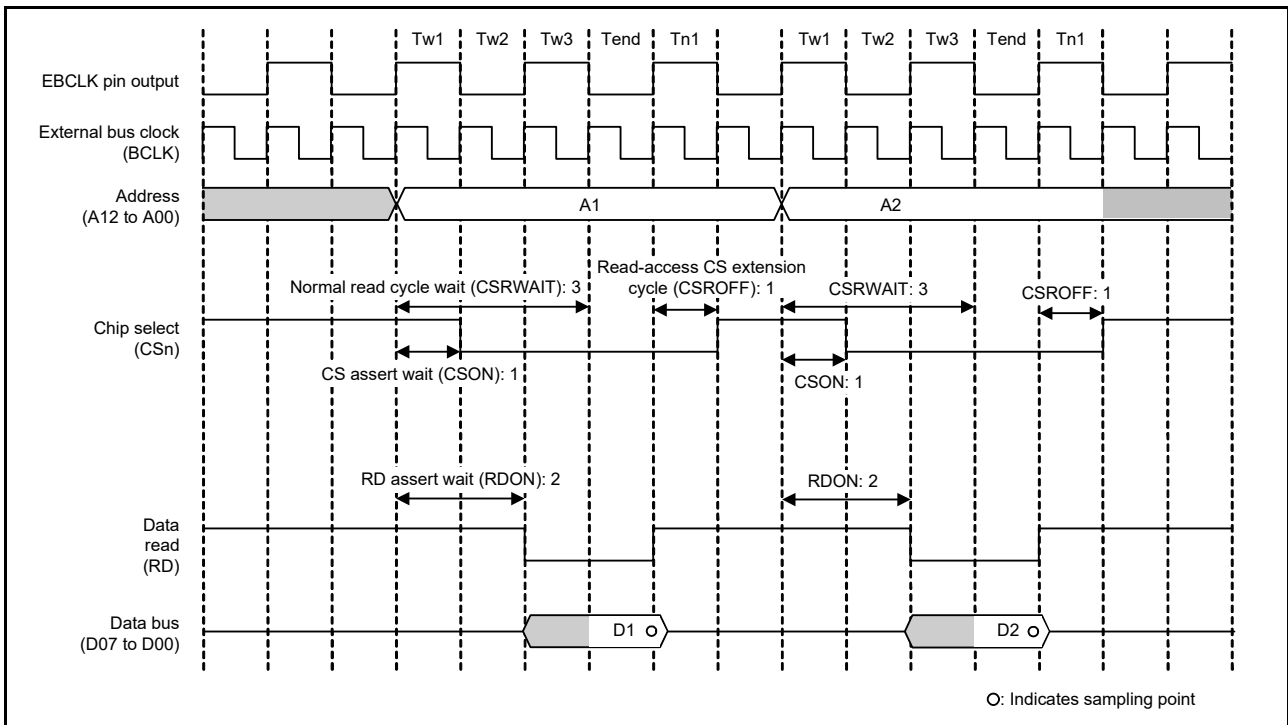 Tw1 Tw2 Tw3 Tend Tn1 Tw1 Tw2 Tw3 Tend Tn1
EBCLK pin output
External bus clock
(BCLK)
Address
(A12 to A00)
A1 A2
Read-access CS extension
cycle (CSROFF): 1
Normal read cycle wait (CSRWAIT): 3
CSRWAIT: 3
CSROFF: 1
Chip select
(CSn)
CS assert wait (CSON): 1
CSON: 1
RD assert wait (RDON): 2
RDON: 2
Data
read
(RD)
Data bus
(D07 to D00)
D1 D2
O: Indicates sampling point